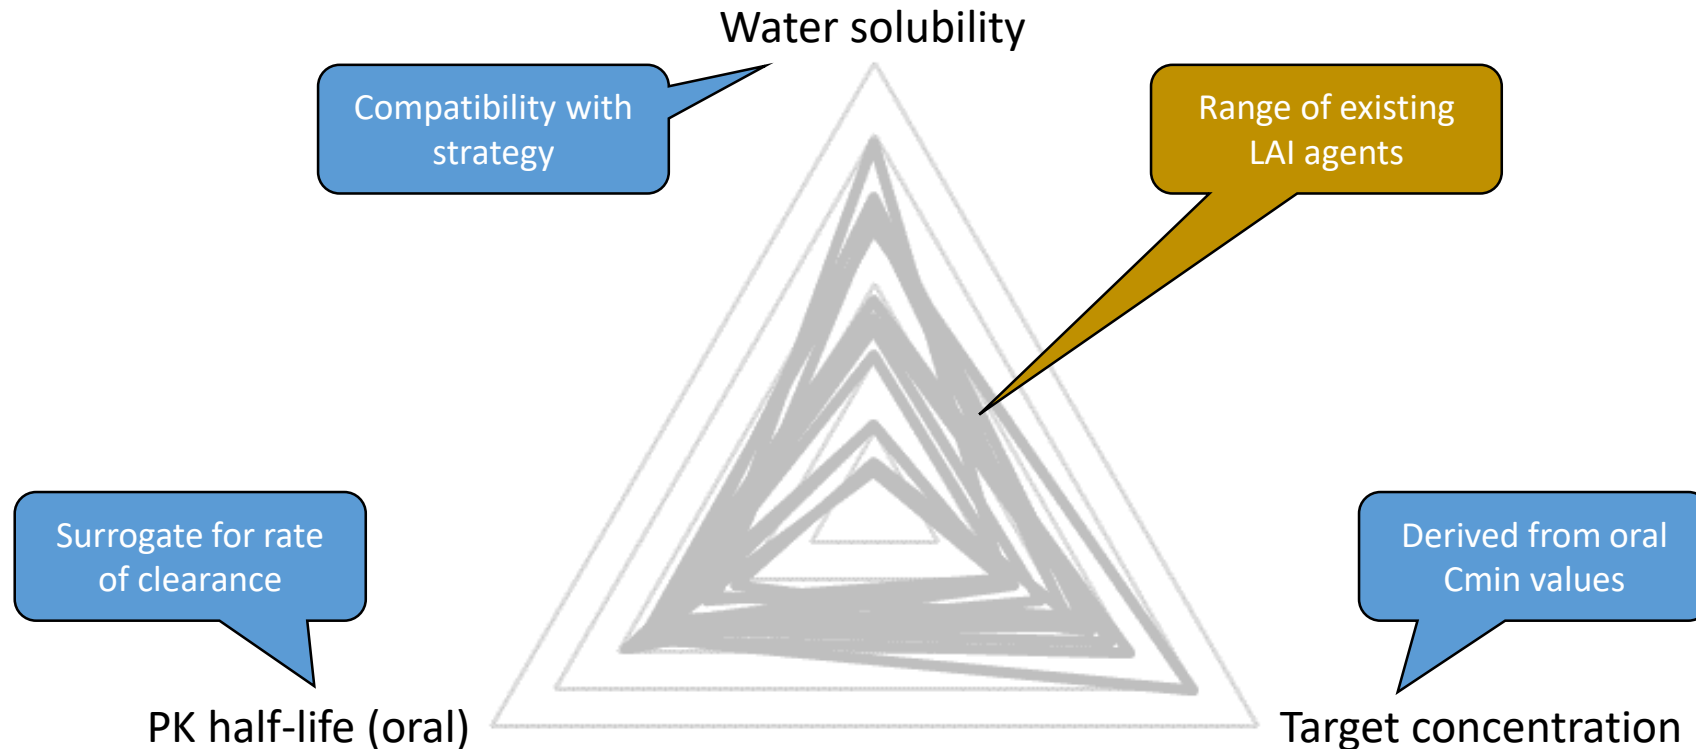 Water solubility
Compatibility with
strategy
Range of existing
LAI agents
Surrogate for rate
of clearance
Derived from oral
Cmin values
PK half-life (oral)
Target concentration